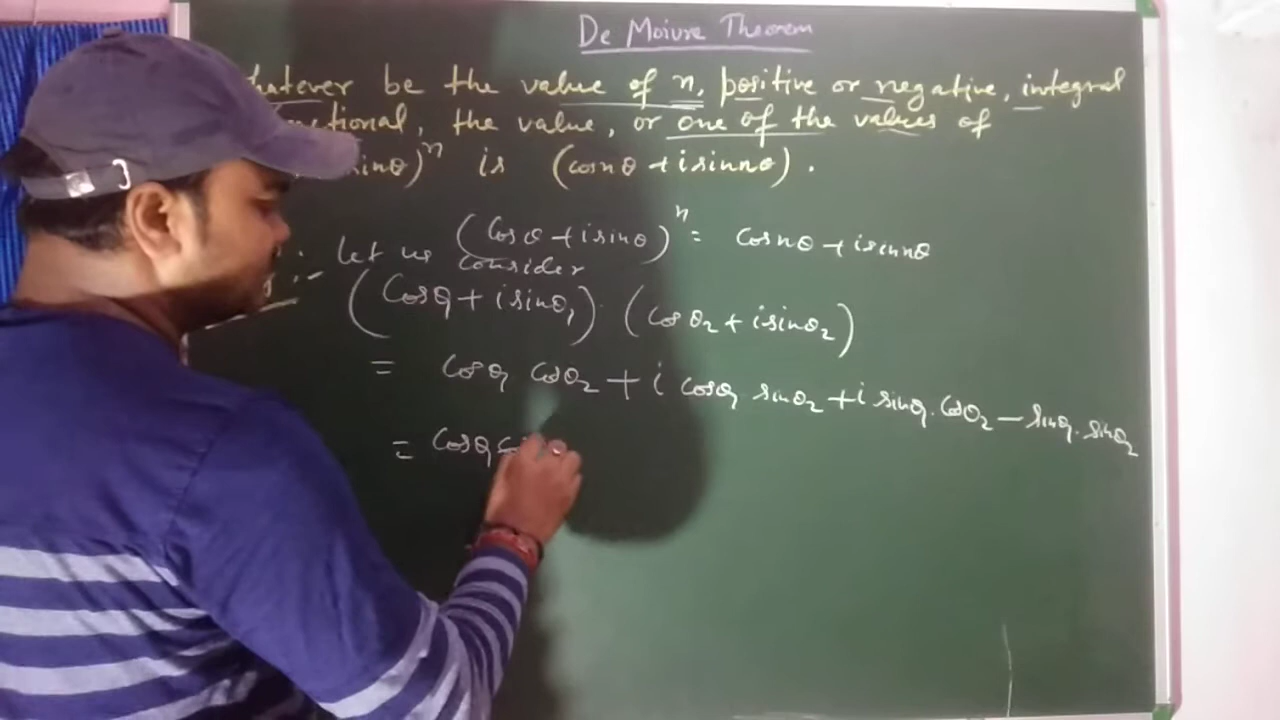 De Moivre Theorem
hatever be the value of n, positive or negative, integral
ctional, the value, or one of the values of
sinθ)^n is (cosnθ + isinnθ).
(cosθ + isinθ)^n = cosnθ + isinnθ
: let us consider
(cosθ₁ + isinθ₁) · (cosθ₂ + isinθ₂)
= cosθ₁ cosθ₂ + i cosθ₁ sinθ₂ + i sinθ₁·cosθ₂ - sinθ₁·sinθ₂
= cosθ₁